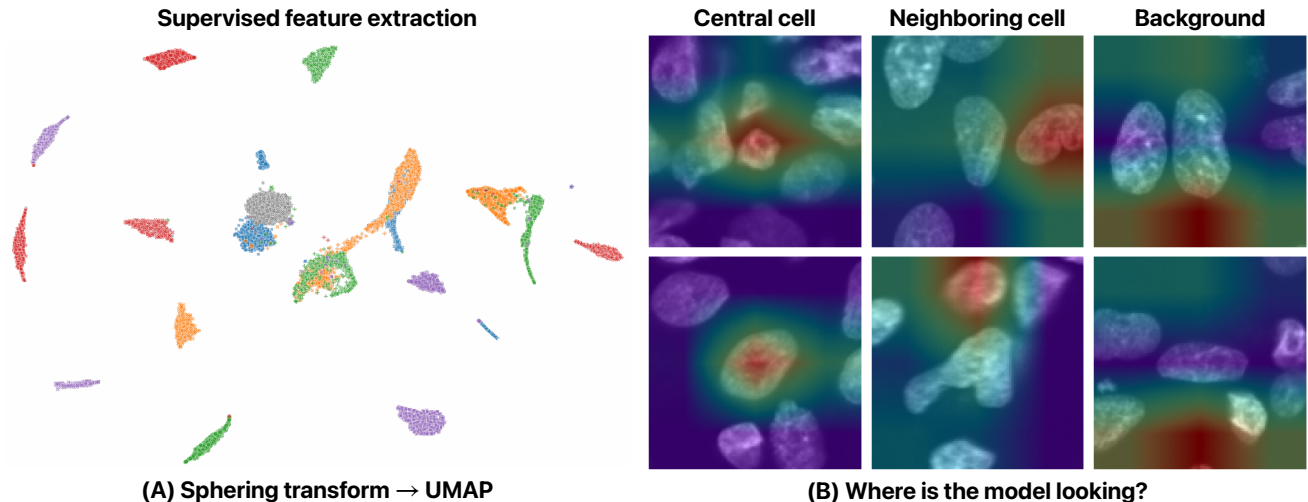 Supervised feature extraction
Central cell
Neighboring cell
Background
(A) Sphering transform → UMAP
(B) Where is the model looking?